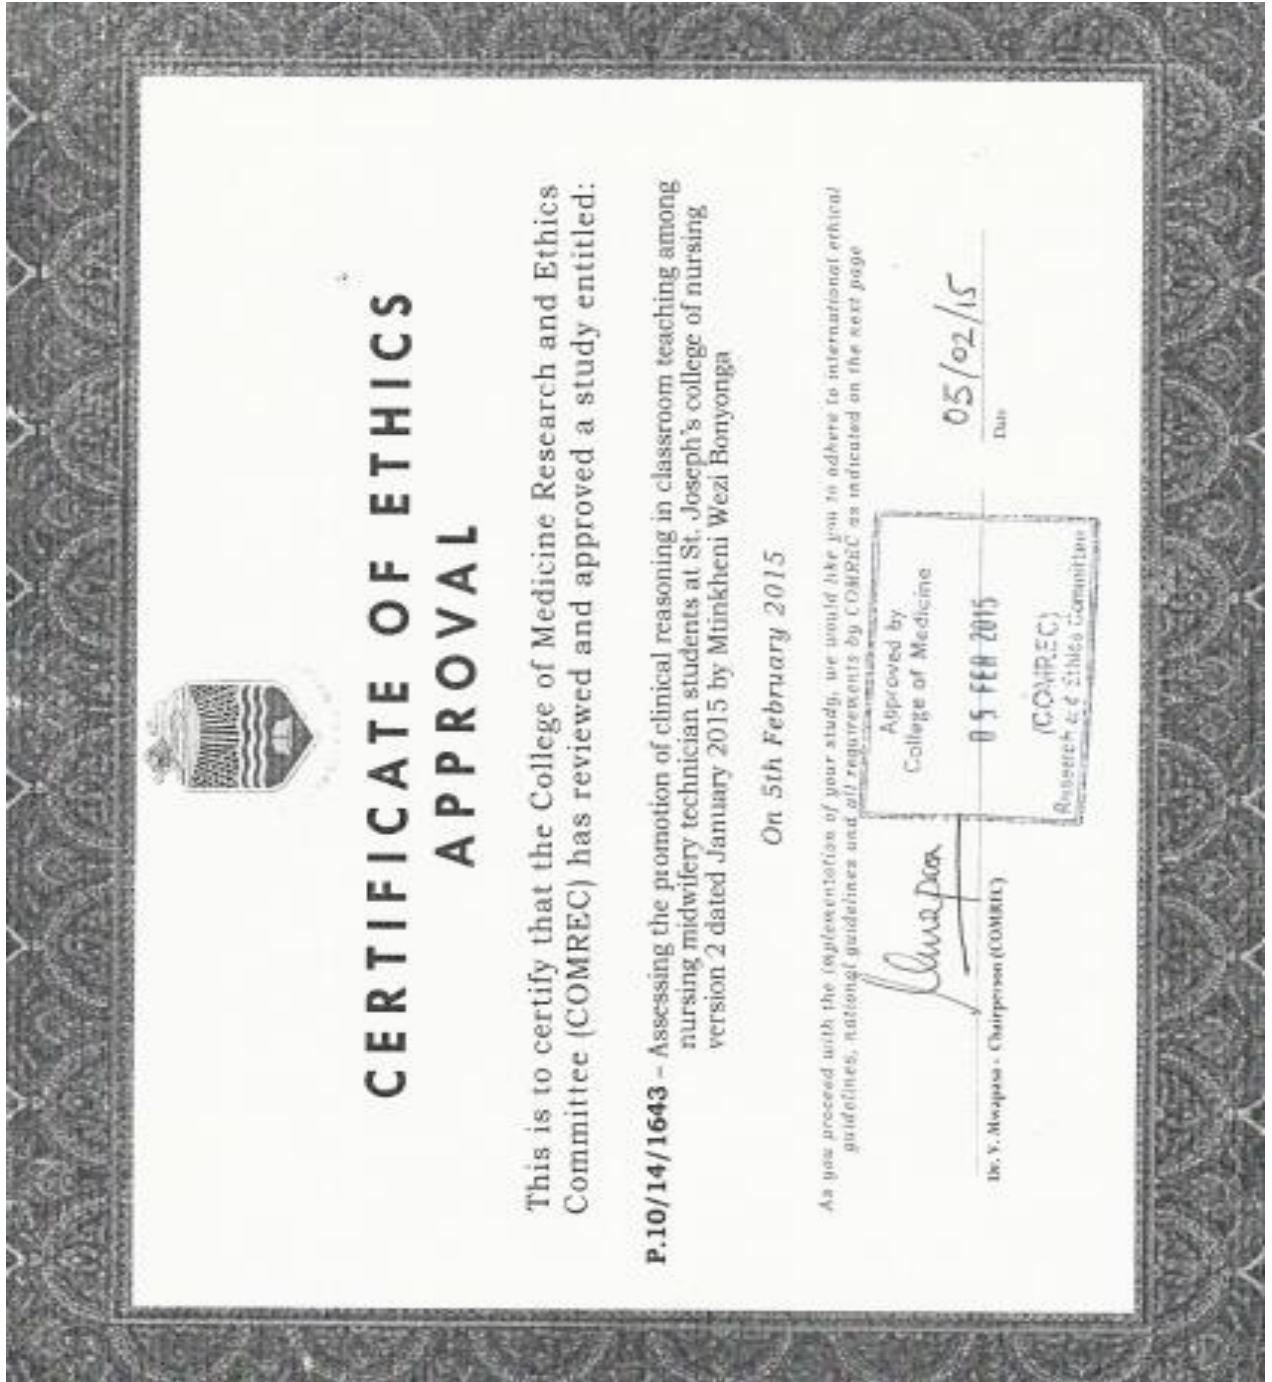 CERTIFICATE OF ETHICS
APPROVAL
This is to certify that the College of Medicine Research and Ethics
Committee (COMREC) has reviewed and approved a study entitled:
P.10/14/1643 – Assessing the promotion of clinical reasoning in classroom teaching among
nursing midwifery technician students at St. Joseph's college of nursing
version 2 dated January 2015 by Minkheni Wezi Bonyonga
On 5th February 2015
As you proceed with the implementation of your study, we would like you to adhere to international ethical
guidelines, national guidelines and all requirements by COMREC as indicated on the next page
Approved by
College of Medicine
05 FEB 2015
(COMREC)
Research and Ethics Committee
05/02/15
Dr. V. Mwapasa - Chairperson (COMREC)
Date